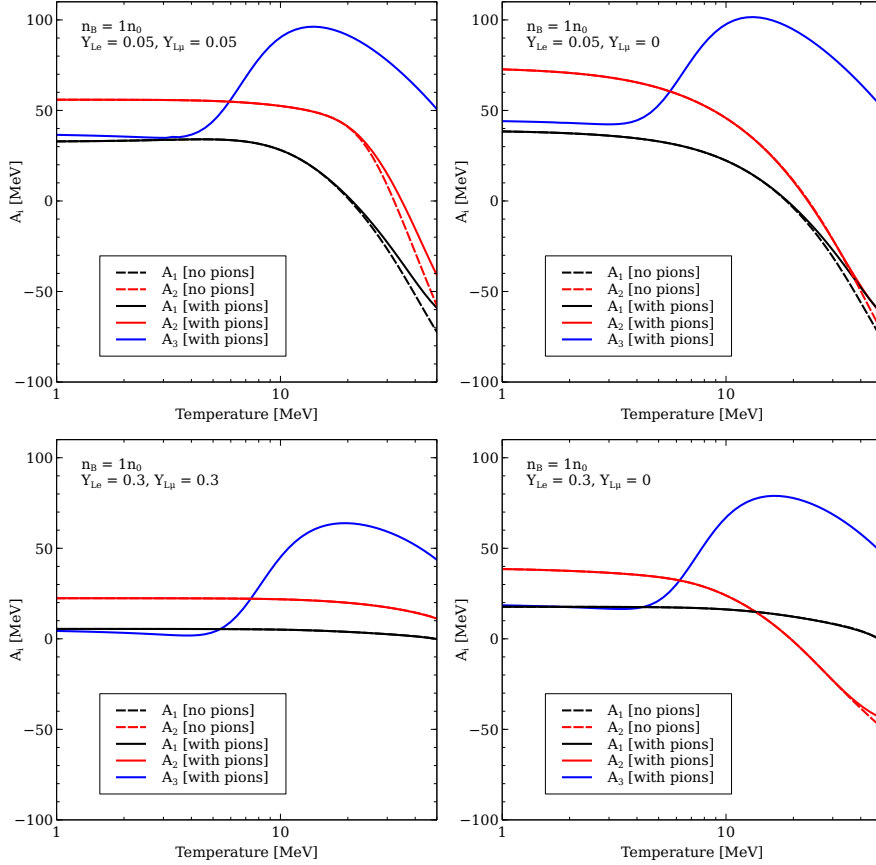 n_B = 1n_0
Y_Le = 0.05, Y_Lμ = 0.05
100
50
0
−50
−100
A_i [MeV]
A_1 [no pions]
A_2 [no pions]
A_1 [with pions]
A_2 [with pions]
A_3 [with pions]
1
10
Temperature [MeV]
n_B = 1n_0
Y_Le = 0.05, Y_Lμ = 0
100
50
0
−50
−100
A_i [MeV]
A_1 [no pions]
A_2 [no pions]
A_1 [with pions]
A_2 [with pions]
A_3 [with pions]
1
10
Temperature [MeV]
n_B = 1n_0
Y_Le = 0.3, Y_Lμ = 0.3
100
50
0
−50
−100
A_i [MeV]
A_1 [no pions]
A_2 [no pions]
A_1 [with pions]
A_2 [with pions]
A_3 [with pions]
1
10
Temperature [MeV]
n_B = 1n_0
Y_Le = 0.3, Y_Lμ = 0
100
50
0
−50
−100
A_i [MeV]
A_1 [no pions]
A_2 [no pions]
A_1 [with pions]
A_2 [with pions]
A_3 [with pions]
1
10
Temperature [MeV]